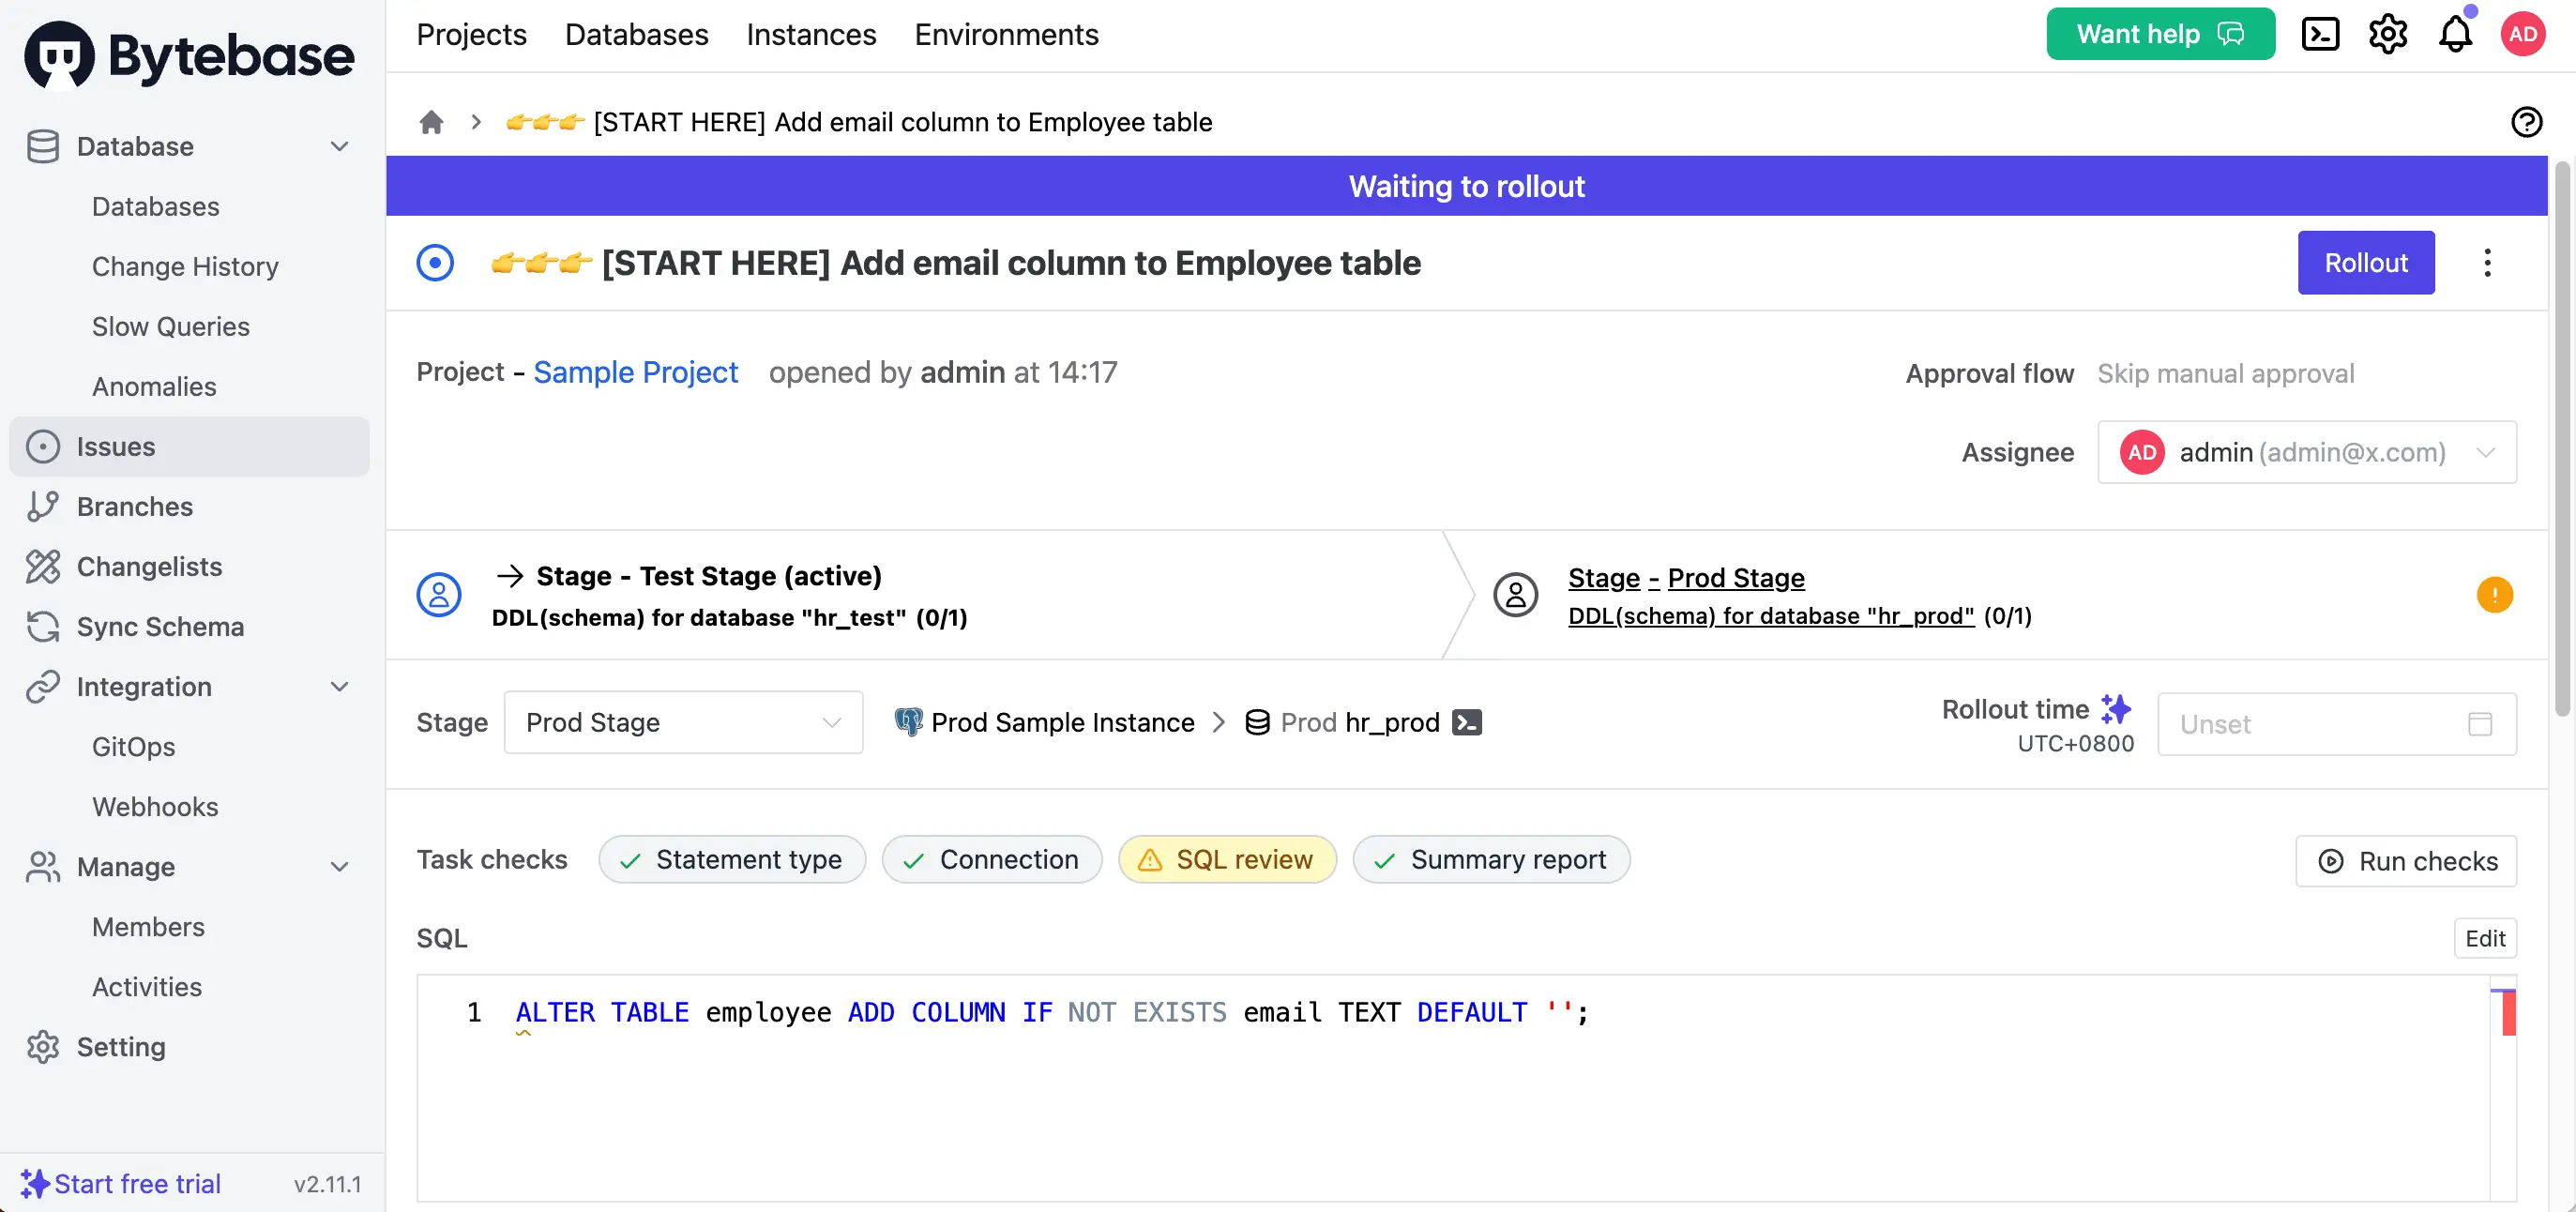 Bytebase
Projects Databases Instances Environments
Want help
AD
Database
Databases
Change History
Slow Queries
Anomalies
Issues
Branches
Changelists
Sync Schema
Integration
GitOps
Webhooks
Manage
Members
Activities
Setting
Start free trial v2.11.1
👉👉👉 [START HERE] Add email column to Employee table
Waiting to rollout
👉👉👉 [START HERE] Add email column to Employee table
Rollout
Project - Sample Project opened by admin at 14:17
Approval flow Skip manual approval
Assignee AD admin (admin@x.com)
→ Stage - Test Stage (active)
DDL(schema) for database "hr_test" (0/1)
Stage - Prod Stage
DDL(schema) for database "hr_prod" (0/1)
Stage Prod Stage Prod Sample Instance > Prod hr_prod
Rollout time Unset
UTC+0800
Task checks Statement type Connection SQL review Summary report Run checks
SQL Edit
1 ALTER TABLE employee ADD COLUMN IF NOT EXISTS email TEXT DEFAULT '';